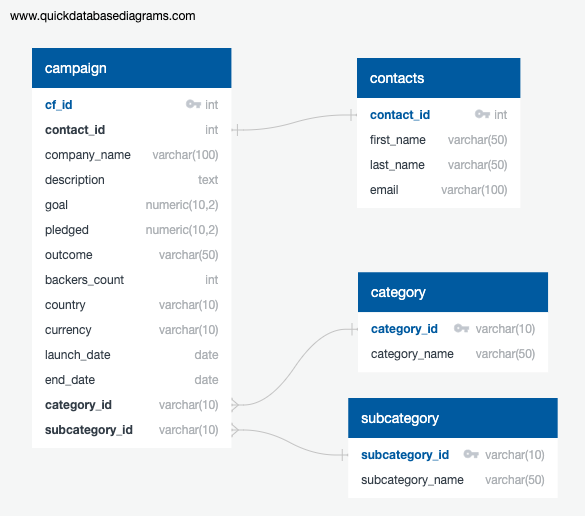 www.quickdatabasediagrams.com
campaign
cf_id int
contact_id int
company_name varchar(100)
description text
goal numeric(10,2)
pledged numeric(10,2)
outcome varchar(50)
backers_count int
country varchar(10)
currency varchar(10)
launch_date date
end_date date
category_id varchar(10)
subcategory_id varchar(10)
contacts
contact_id int
first_name varchar(50)
last_name varchar(50)
email varchar(100)
category
category_id varchar(10)
category_name varchar(50)
subcategory
subcategory_id varchar(10)
subcategory_name varchar(50)